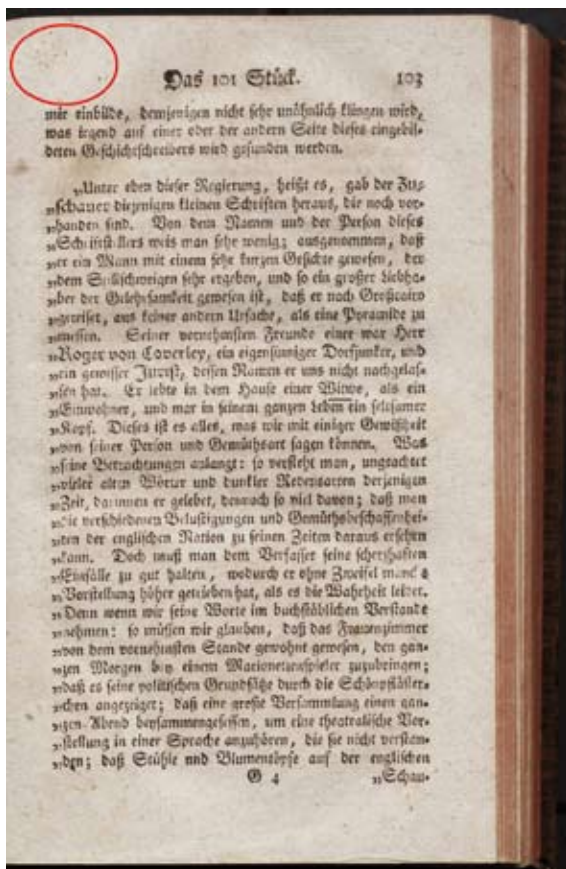 Das 101 Stück. 103
mir einbilde, demjenigen nicht sehr unähnlich klingen wird,
was irgend auf einer oder der andern Seite dieses eingebil-
deten Geschichtschreibers wird gefunden werden.
„Unter eben dieser Regierung, heißt es, gab der Zu-
„schauer diejenigen kleinen Schriften heraus, die noch vor-
„handen sind. Von dem Namen und der Person dieses
„Schriftstellers weis man sehr wenig; ausgenommen, daß
„er ein Mann mit einem sehr kurzen Gesichte gewesen, der
„dem Stillschweigen sehr ergeben, und so ein großer Liebha-
„ber der Gelehrsamkeit gewesen ist, daß er nach Großcairo
„gereiset, aus keiner andern Ursache, als eine Pyramide zu
„messen. Seiner vornehmsten Freunde einer war Herr
„Roger von Coverley, ein eigensinniger Dorfjunker, und
„ein gewisser Jurist, dessen Namen er uns nicht nachgelas-
„sen hat. Er lebte in dem Hause einer Witwe, als ein
„Einwohner, und war in seinem ganzen Leben ein seltsamer
„Kopf. Dieses ist es alles, was wir mit einiger Gewißheit
„von seiner Person und Gemüthsart sagen können. Was
„seine Betrachtungen anlangt: so versteht man, ungeachtet
„vieler alten Wörter und dunkler Redensarten derjenigen
„Zeit, darinnen er gelebet, dennoch so viel davon; daß man
„die verschiedenen Belustigungen und Gemüthsbeschaffenhei-
„ten der englischen Nation zu seinen Zeiten daraus ersehen
„kann. Doch muß man dem Verfasser seine scherzhaften
„Einfälle zu gut halten, wodurch er ohne Zweifel manche
„Vorstellung höher getrieben hat, als es die Wahrheit leidet.
„Denn wenn wir seine Worte im buchstäblichen Verstande
„nehmen: so müssen wir glauben, daß das Frauenzimmer
„von dem vornehmsten Stande gewohnt gewesen, den gan-
„zen Morgen bey einem Marionetenspieler zuzubringen;
„daß es seine politischen Grundsätze durch die Schönpfläster-
„chen angezeiget; daß eine große Versammlung einen gan-
„zen Abend beysammengesessen, um eine theatralische Vor-
„stellung in einer Sprache anzuhören, die sie nicht verstan-
„den; daß Stühle und Blumentöpfe auf der englischen
G 4 „Schau-